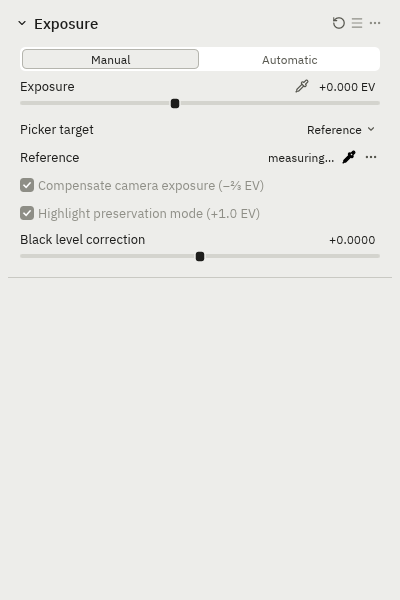 Exposure
Manual Automatic
Exposure +0.000 EV
Picker target Reference
Reference measuring...
Compensate camera exposure (−⅔ EV)
Highlight preservation mode (+1.0 EV)
Black level correction +0.0000